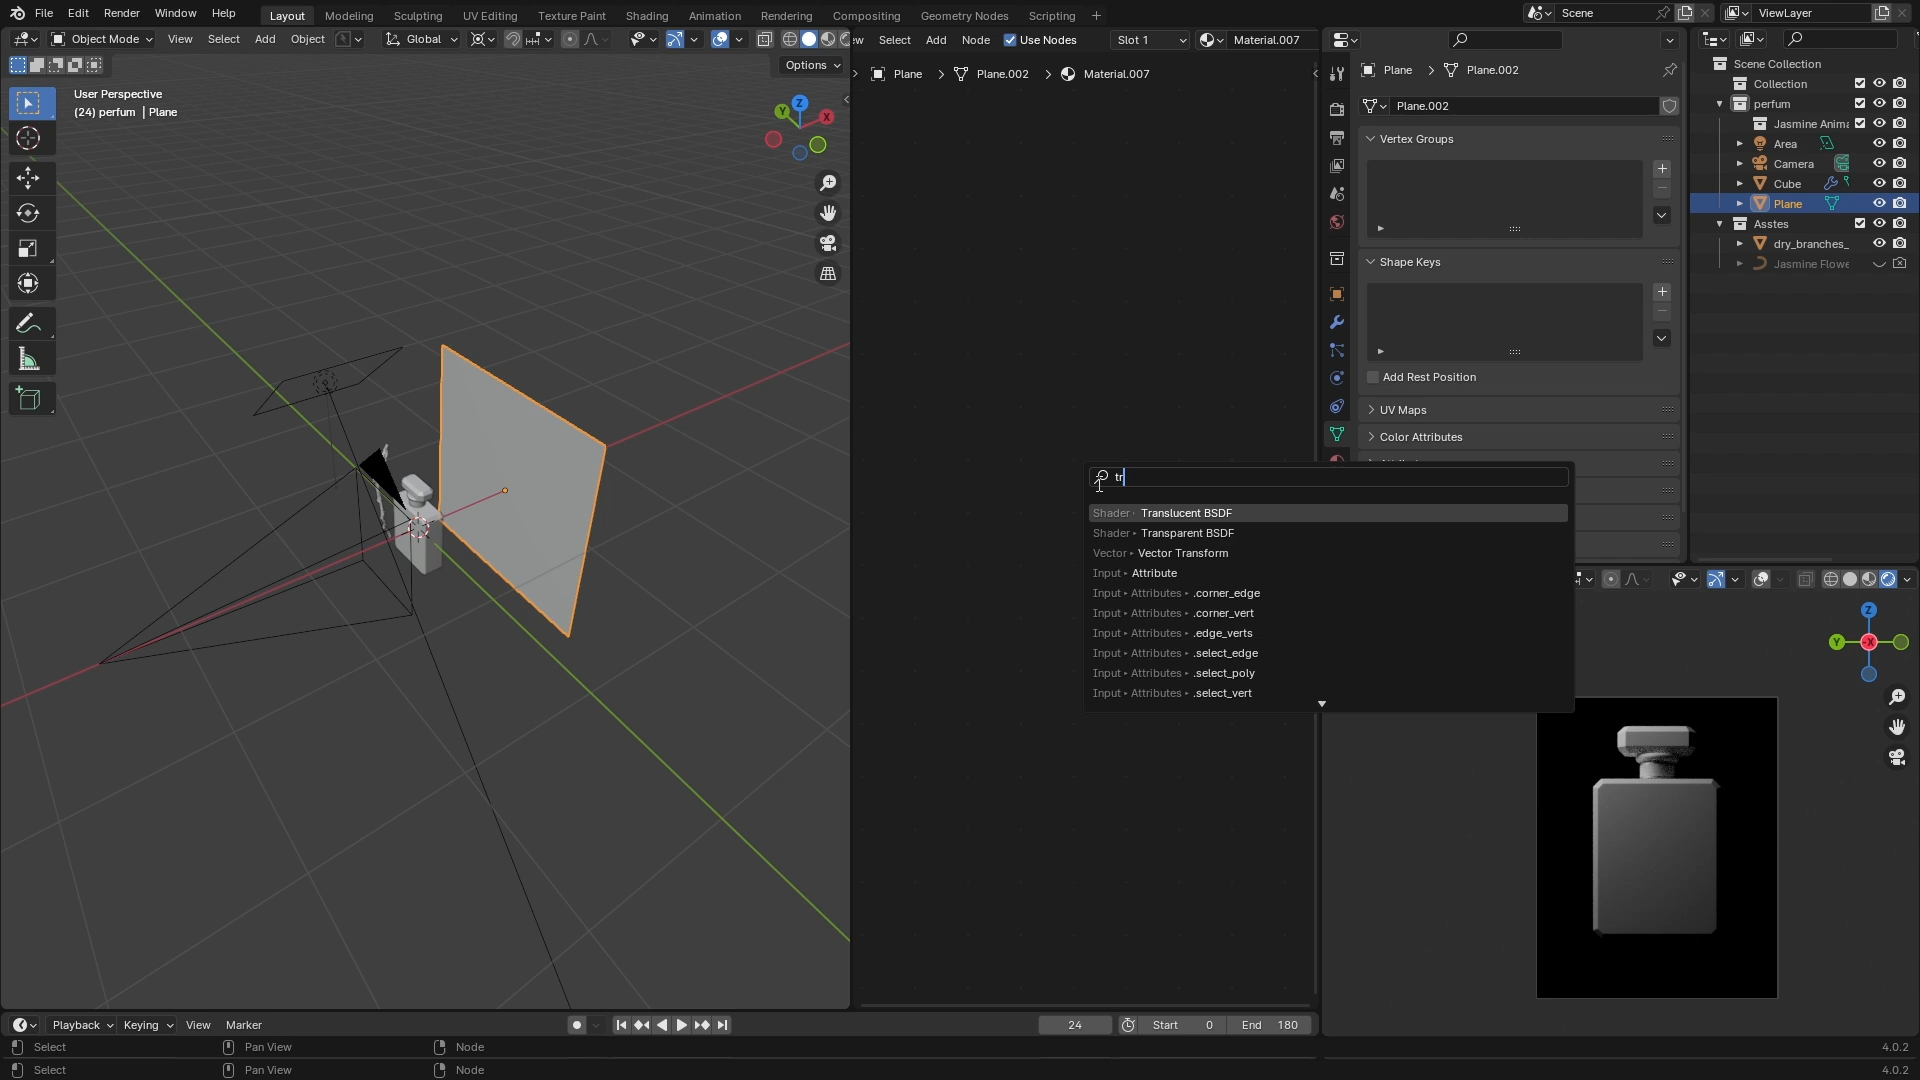 File Edit Render Window Help
Layout Modeling Sculpting UV Editing Texture Paint Shading Animation Rendering Compositing Geometry Nodes Scripting +
Scene
ViewLayer
Object Mode View Select Add Object Global
Options
User Perspective
(24) perfum | Plane
Z
Y
X
ew Select Add Node Use Nodes Slot 1 Material.007
Plane > Plane.002 > Material.007
Plane > Plane.002
Plane.002
Vertex Groups
Shape Keys
Add Rest Position
UV Maps
Color Attributes
Scene Collection
Collection
perfum
Jasmine Anima
Area
Camera
Cube
Plane
Asstes
dry_branches_
Jasmine Flowe
tr
Shader ▸ Translucent BSDF
Shader ▸ Transparent BSDF
Vector ▸ Vector Transform
Input ▸ Attribute
Input ▸ Attributes ▸ .corner_edge
Input ▸ Attributes ▸ .corner_vert
Input ▸ Attributes ▸ .edge_verts
Input ▸ Attributes ▸ .select_edge
Input ▸ Attributes ▸ .select_poly
Input ▸ Attributes ▸ .select_vert
Z
Y
-X
Playback Keying View Marker
24
Start 0
End 180
Select Pan View Node
4.0.2
Select Pan View Node
4.0.2